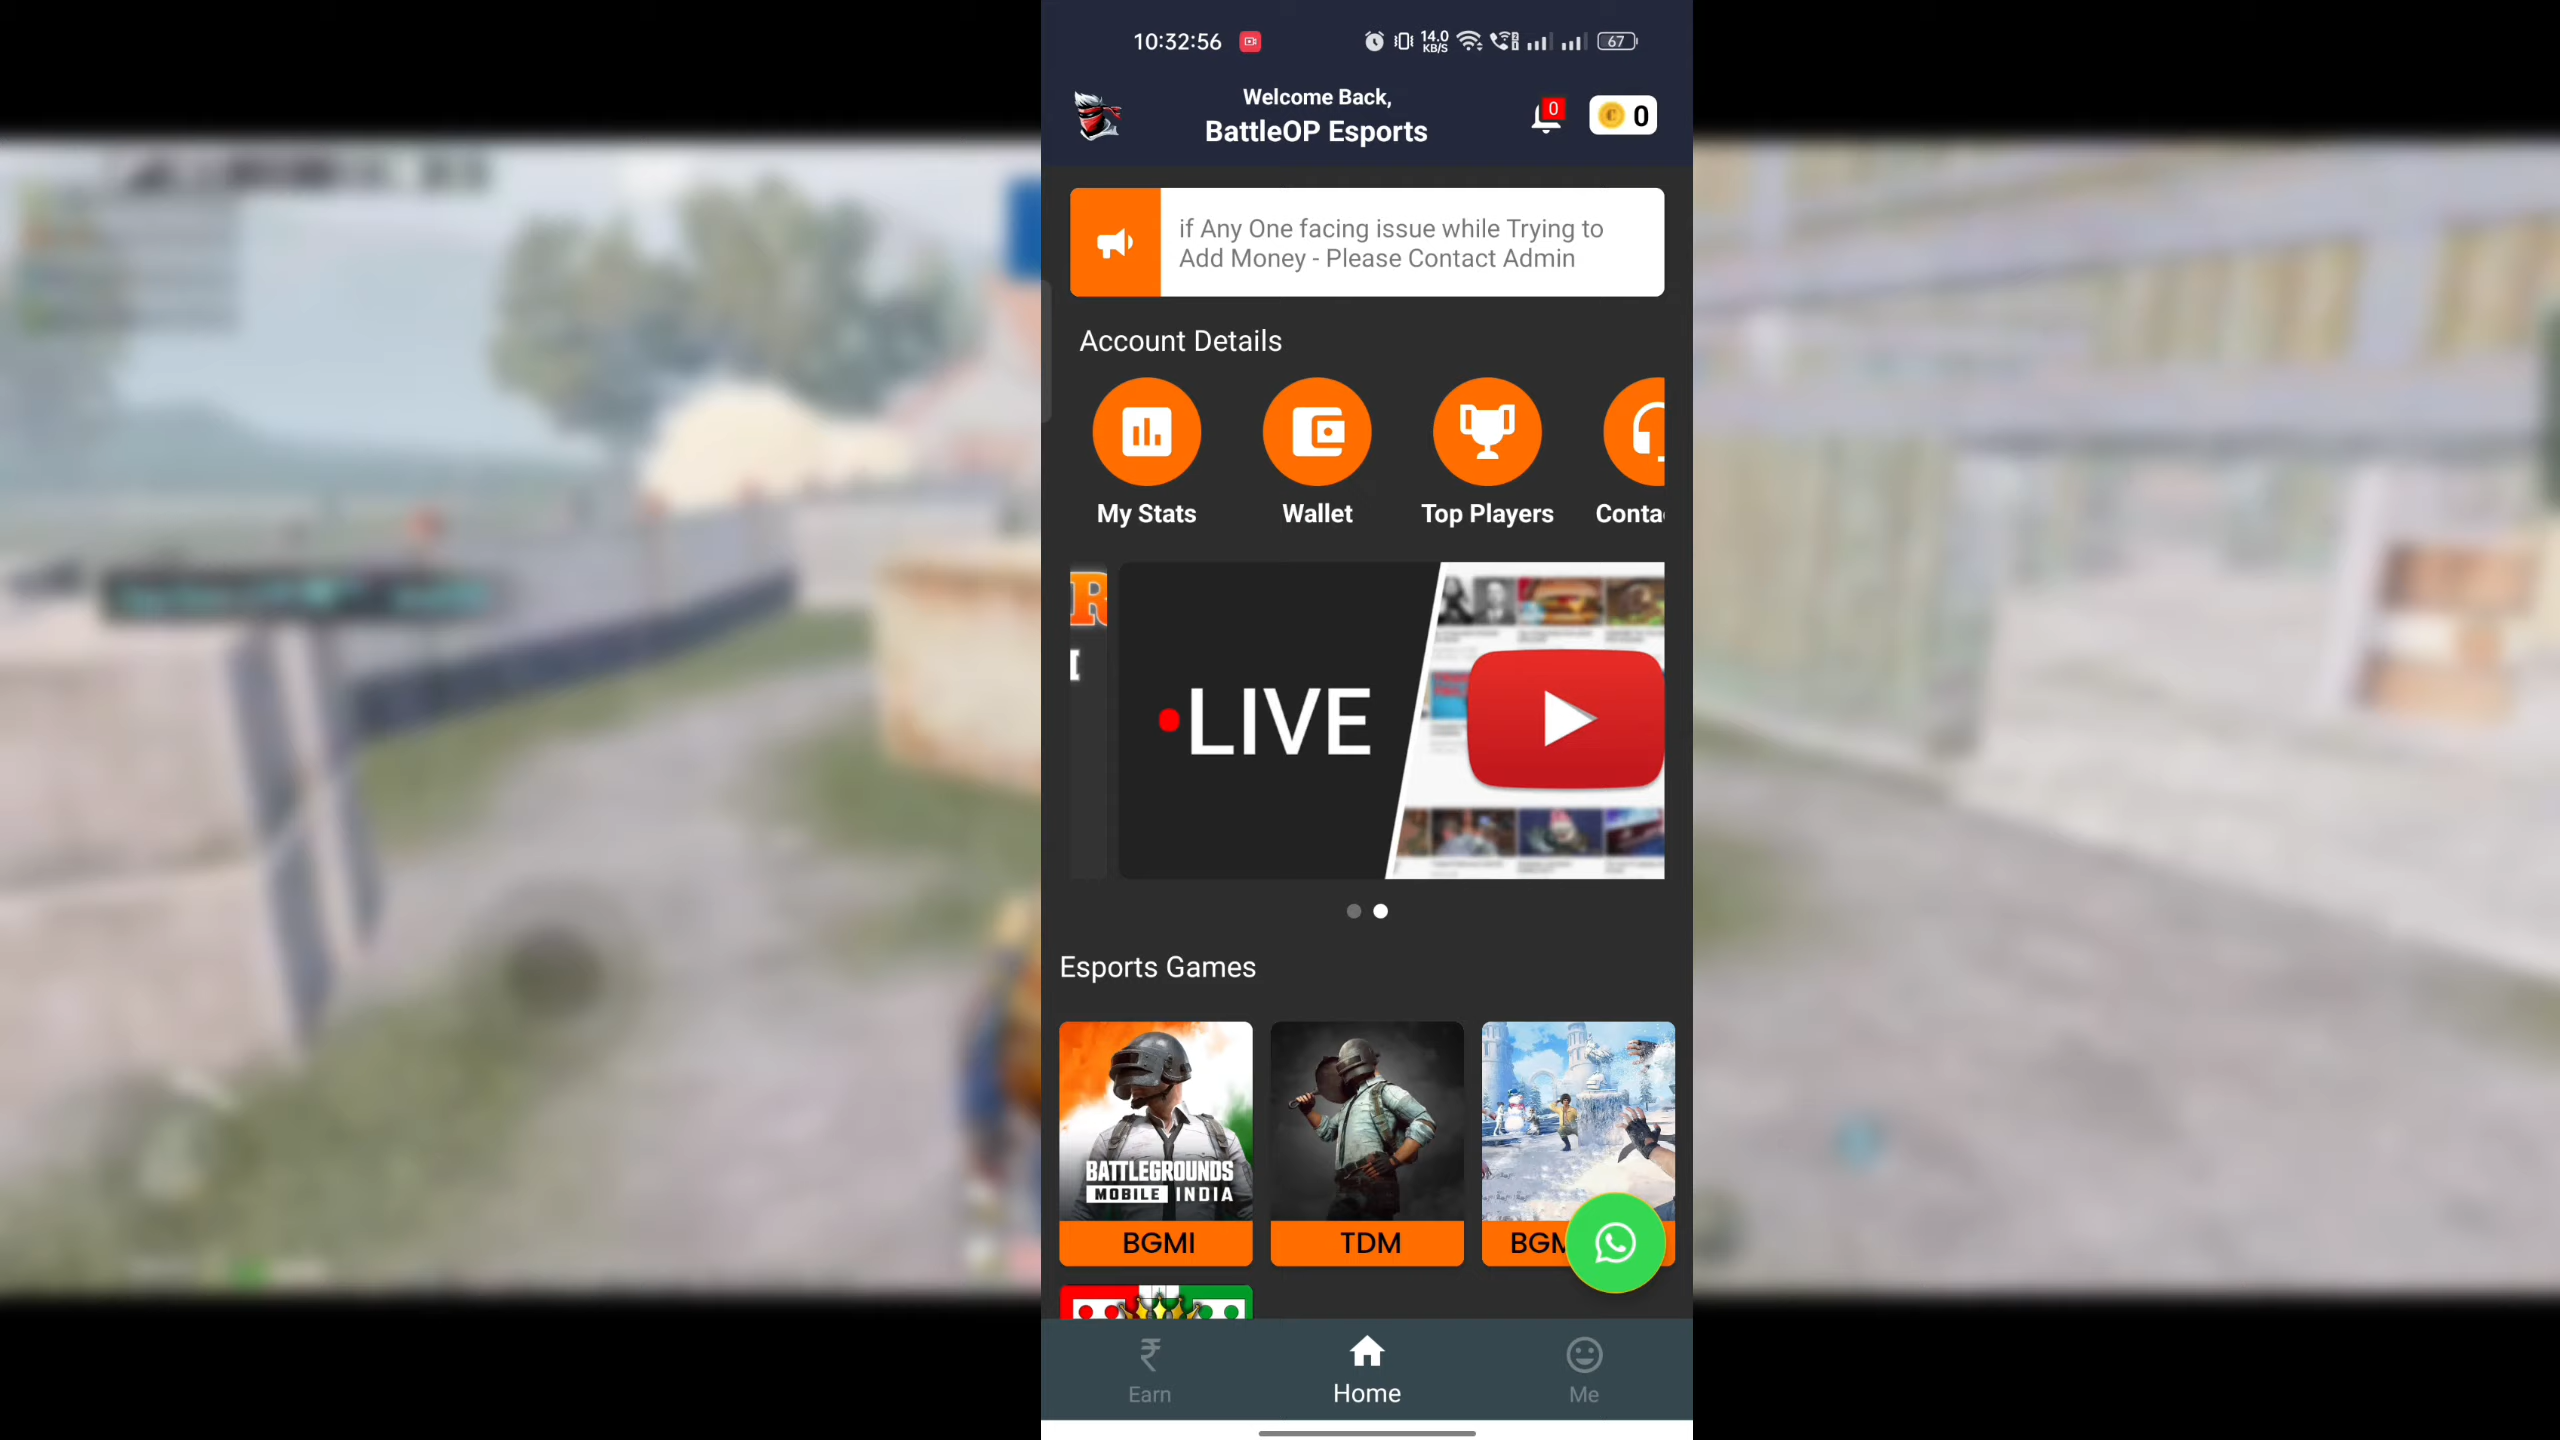 10:32:56
14.0
KB/S
67
Welcome Back,
BattleOP Esports
0
0
if Any One facing issue while Trying to
Add Money - Please Contact Admin
Account Details
My Stats
Wallet
Top Players
Conta
R
I
LIVE
Esports Games
BATTLEGROUNDS
MOBILE INDIA
BGMI
TDM
BGM
Earn
Home
Me